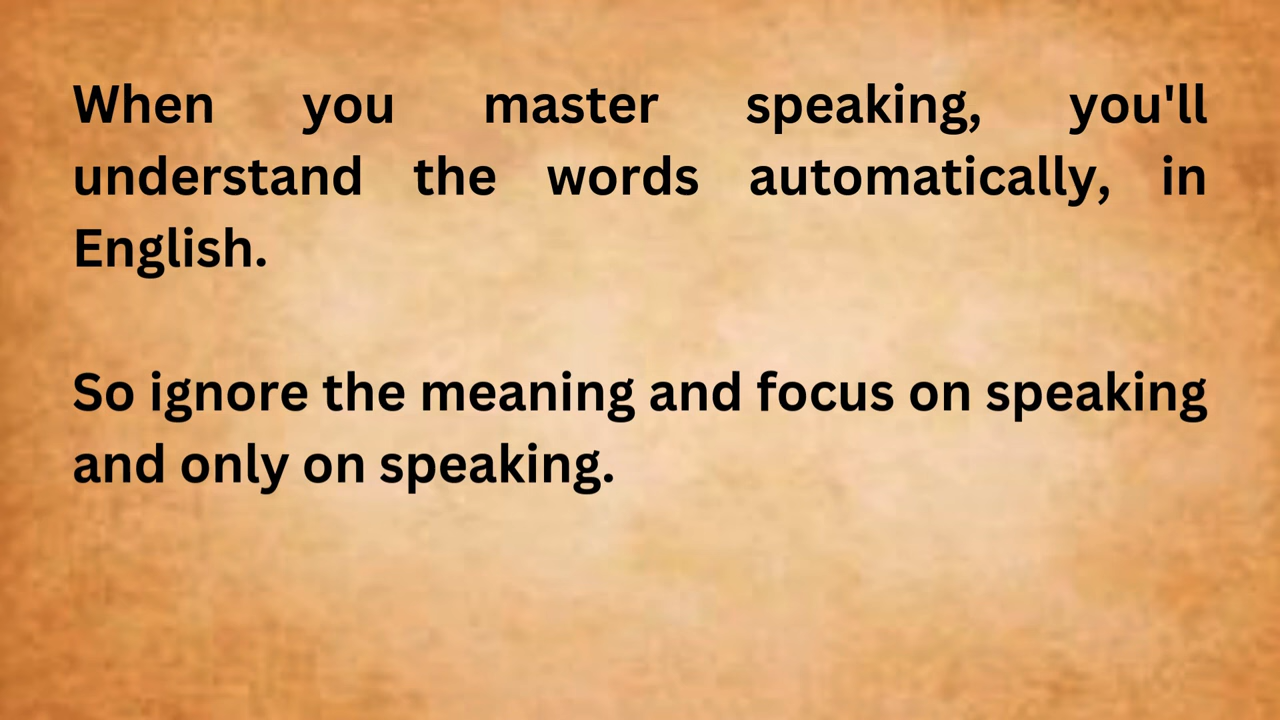 When you master speaking, you'll
understand the words automatically, in
English.
So ignore the meaning and focus on speaking
and only on speaking.